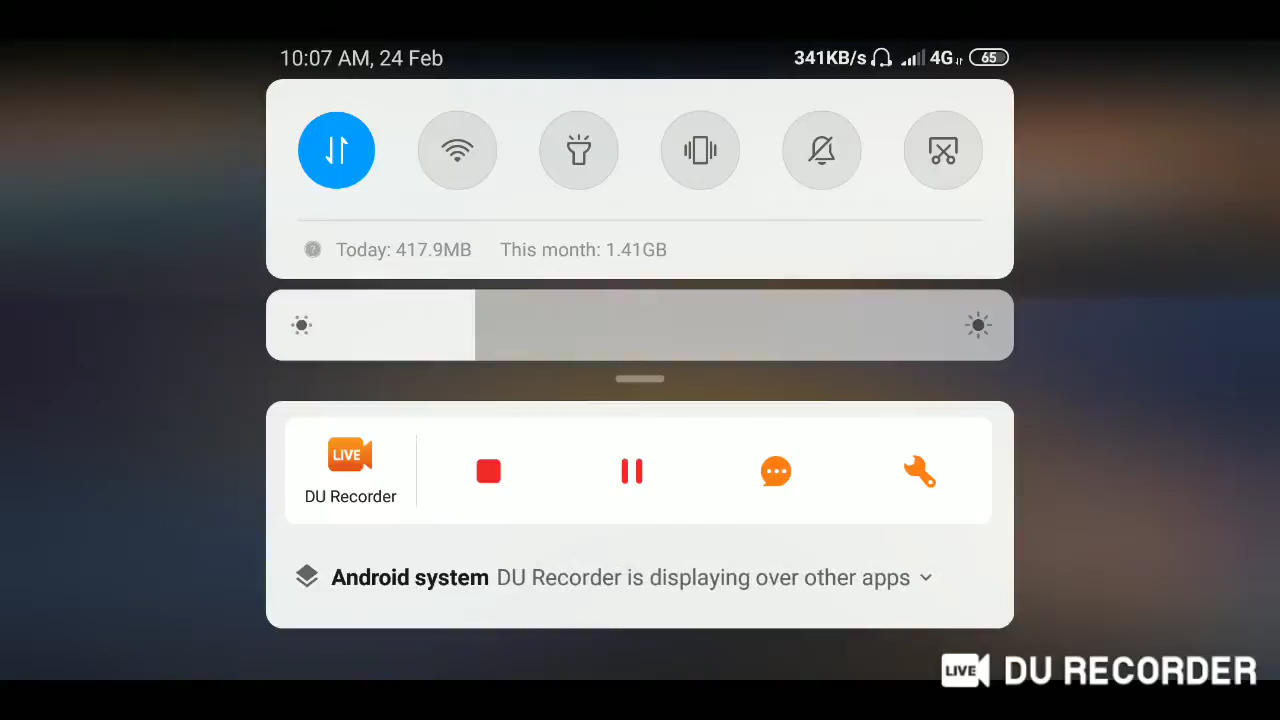 10:07 AM, 24 Feb 341KB/s 4G 65
Today: 417.9MB This month: 1.41GB
LIVE
DU Recorder
Android system DU Recorder is displaying over other apps
LIVE DU RECORDER